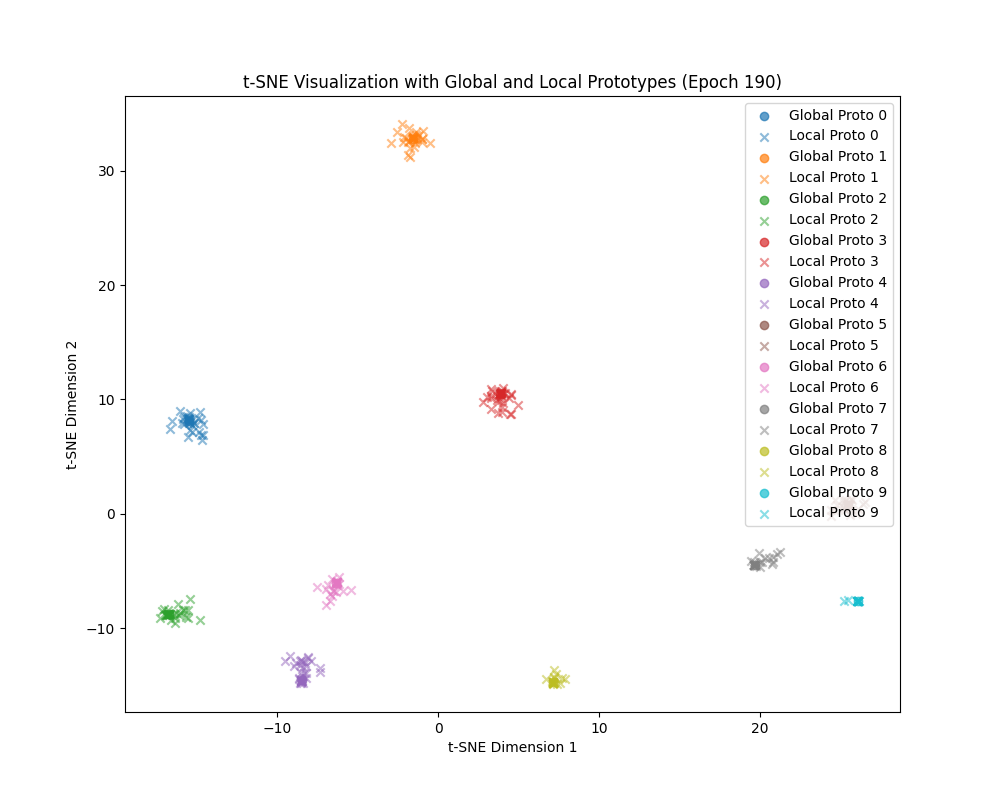 t-SNE Visualization with Global and Local Prototypes (Epoch 190)
Global Proto 0
Local Proto 0
Global Proto 1
Local Proto 1
Global Proto 2
Local Proto 2
Global Proto 3
Local Proto 3
Global Proto 4
Local Proto 4
Global Proto 5
Local Proto 5
Global Proto 6
Local Proto 6
Global Proto 7
Local Proto 7
Global Proto 8
Local Proto 8
Global Proto 9
Local Proto 9
t-SNE Dimension 2
30
20
10
0
−10
−10
0
10
20
t-SNE Dimension 1